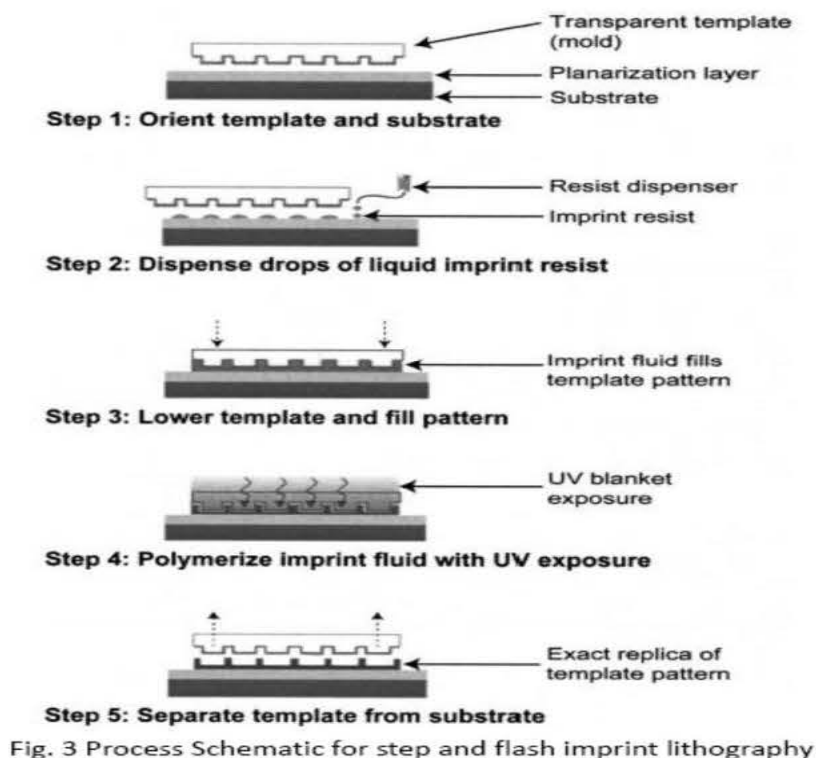 Transparent template
(mold)
Planarization layer
Substrate
Step 1: Orient template and substrate
Resist dispenser
Imprint resist
Step 2: Dispense drops of liquid imprint resist
Imprint fluid fills
template pattern
Step 3: Lower template and fill pattern
UV blanket
exposure
Step 4: Polymerize imprint fluid with UV exposure
Exact replica of
template pattern
Step 5: Separate template from substrate
Fig. 3 Process Schematic for step and flash imprint lithography